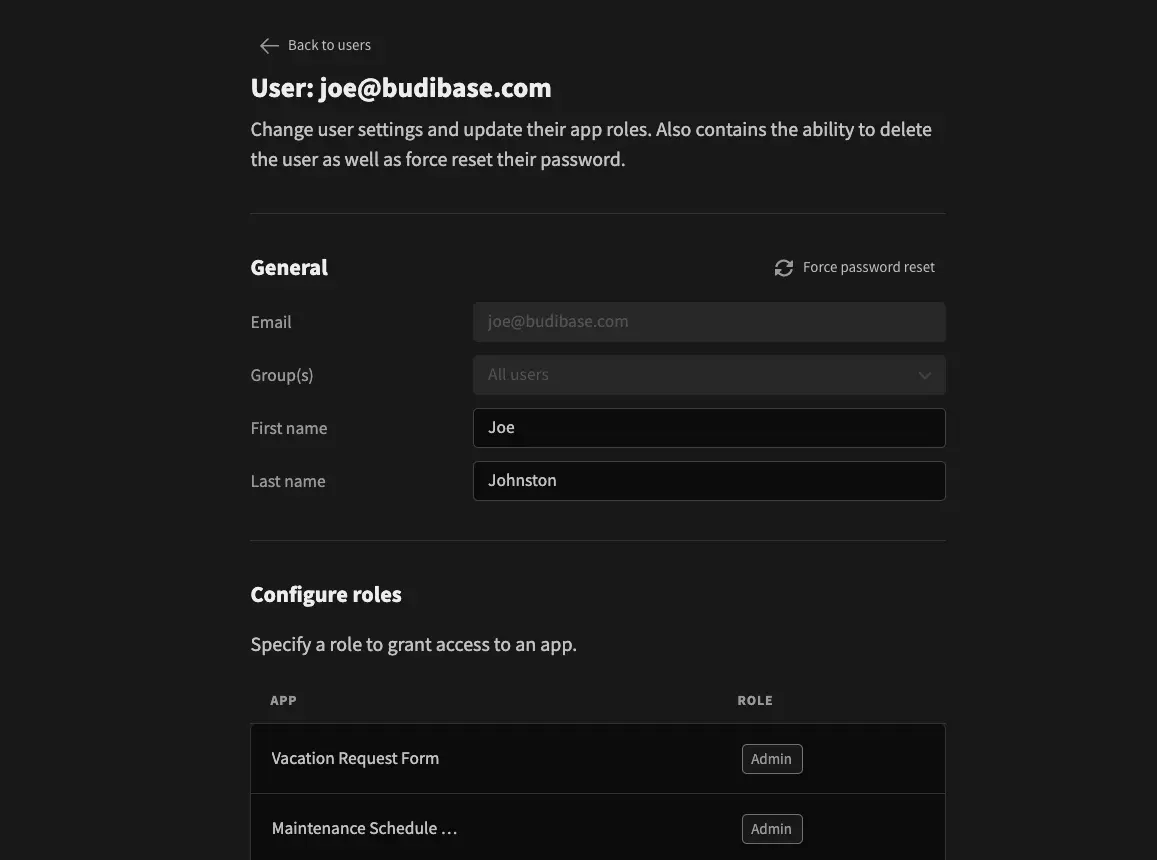 Back to users
User: joe@budibase.com
Change user settings and update their app roles. Also contains the ability to delete
the user as well as force reset their password.
General
Force password reset
Email
joe@budibase.com
Group(s)
All users
First name
Joe
Last name
Johnston
Configure roles
Specify a role to grant access to an app.
APP
ROLE
Vacation Request Form
Admin
Maintenance Schedule …
Admin